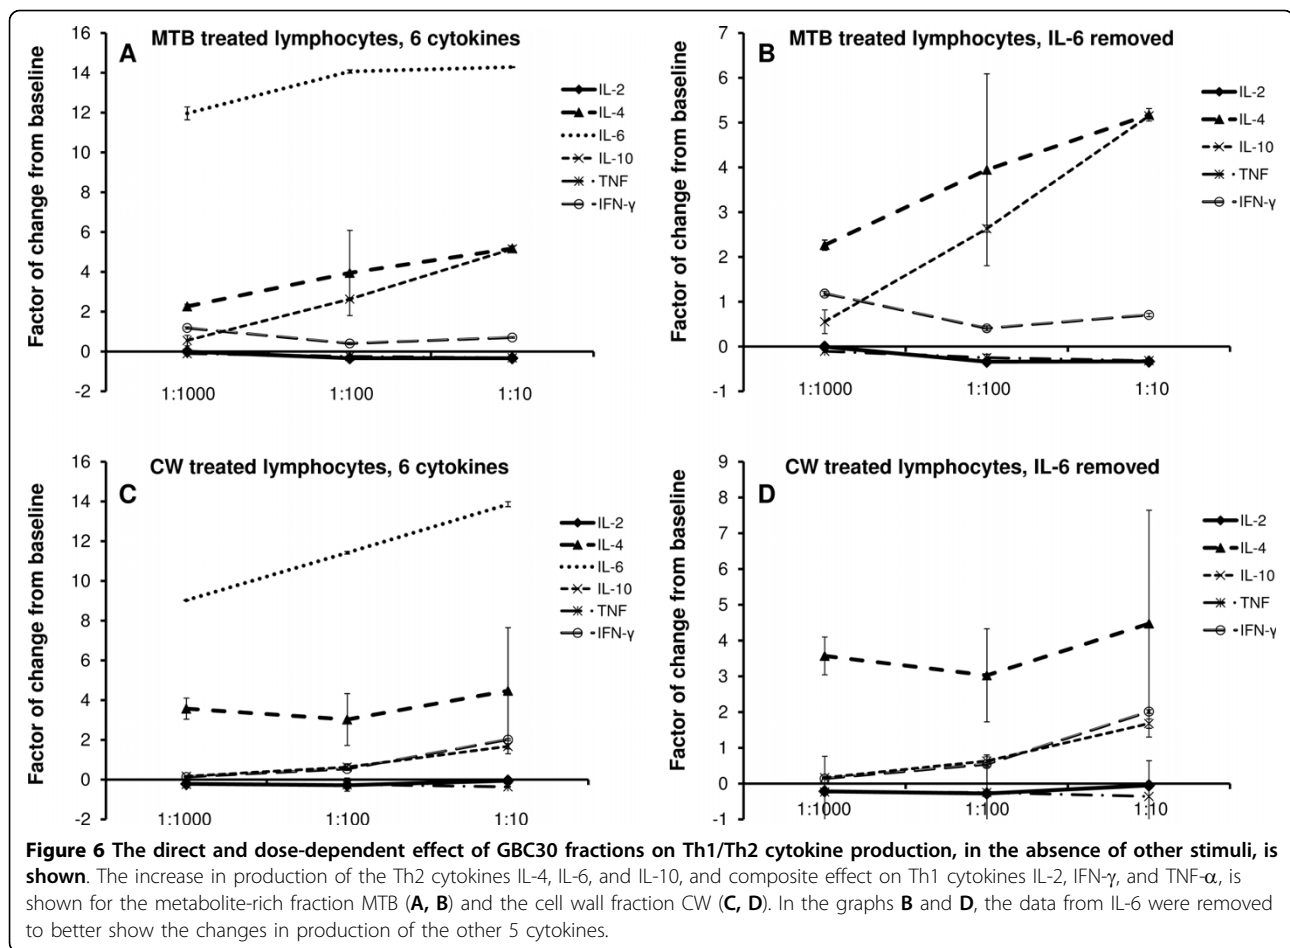 A
MTB treated lymphocytes, 6 cytokines
Factor of change from baseline
16
14
12
10
8
6
4
2
0
-2
1:1000
1:100
1:10
IL-2
IL-4
IL-6
IL-10
TNF
IFN-γ
B
MTB treated lymphocytes, IL-6 removed
Factor of change from baseline
7
6
5
4
3
2
1
0
-1
1:1000
1:100
1:10
IL-2
IL-4
IL-10
TNF
IFN-γ
C
CW treated lymphocytes, 6 cytokines
Factor of change from baseline
16
14
12
10
8
6
4
2
0
-2
1:1000
1:100
1:10
IL-2
IL-4
IL-6
IL-10
TNF
IFN-γ
D
CW treated lymphocytes, IL-6 removed
Factor of change from baseline
9
8
7
6
5
4
3
2
1
0
-1
1:1000
1:100
1:10
IL-2
IL-4
IL-10
TNF
IFN-γ
Figure 6 The direct and dose-dependent effect of GBC30 fractions on Th1/Th2 cytokine production, in the absence of other stimuli, is
shown. The increase in production of the Th2 cytokines IL-4, IL-6, and IL-10, and composite effect on Th1 cytokines IL-2, IFN-γ, and TNF-α, is
shown for the metabolite-rich fraction MTB (A, B) and the cell wall fraction CW (C, D). In the graphs B and D, the data from IL-6 were removed
to better show the changes in production of the other 5 cytokines.